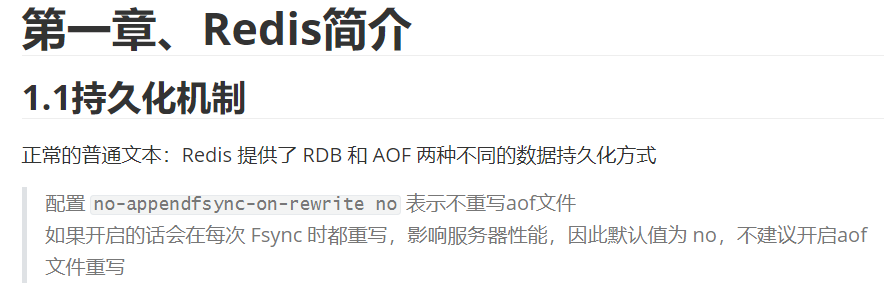 第一章、Redis简介
1.1持久化机制
正常的普通文本：Redis 提供了 RDB 和 AOF 两种不同的数据持久化方式
配置 no-appendfsync-on-rewrite no 表示不重写aof文件
如果开启的话会在每次 Fsync 时都重写，影响服务器性能，因此默认值为 no，不建议开启aof
文件重写